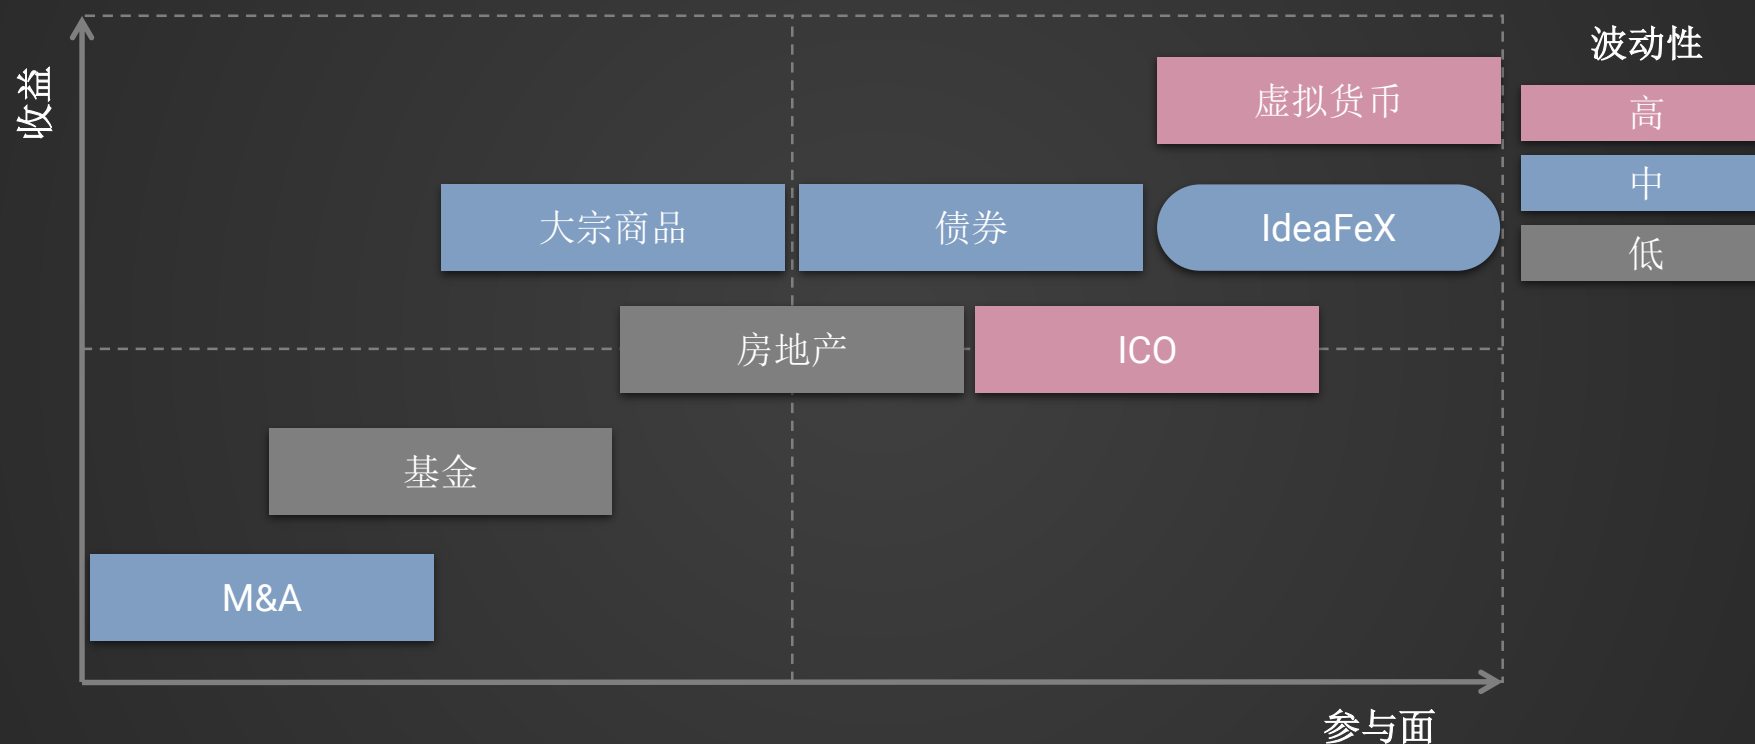 收益
波动性
虚拟货币
高
中
大宗商品
债券
IdeaFeX
低
房地产
ICO
基金
M&A
参与面